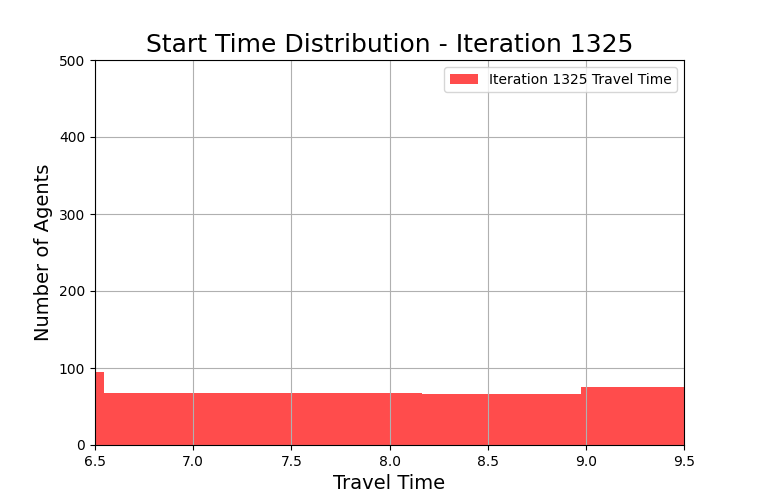 Start Time Distribution - Iteration 1325
Iteration 1325 Travel Time
Number of Agents
500
400
300
200
100
0
6.5 7.0 7.5 8.0 8.5 9.0 9.5
Travel Time